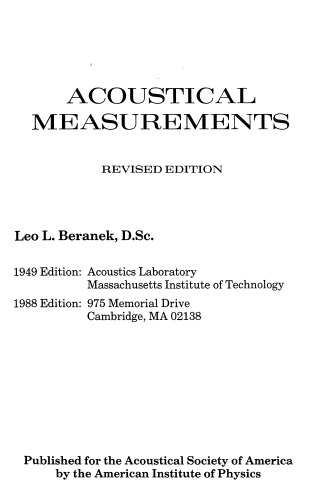 ACOUSTICAL
MEASUREMENTS
REVISED EDITION
Leo L. Beranek, D.Sc.
1949 Edition: Acoustics Laboratory
Massachusetts Institute of Technology
1988 Edition: 975 Memorial Drive
Cambridge, MA 02138
Published for the Acoustical Society of America
by the American Institute of Physics